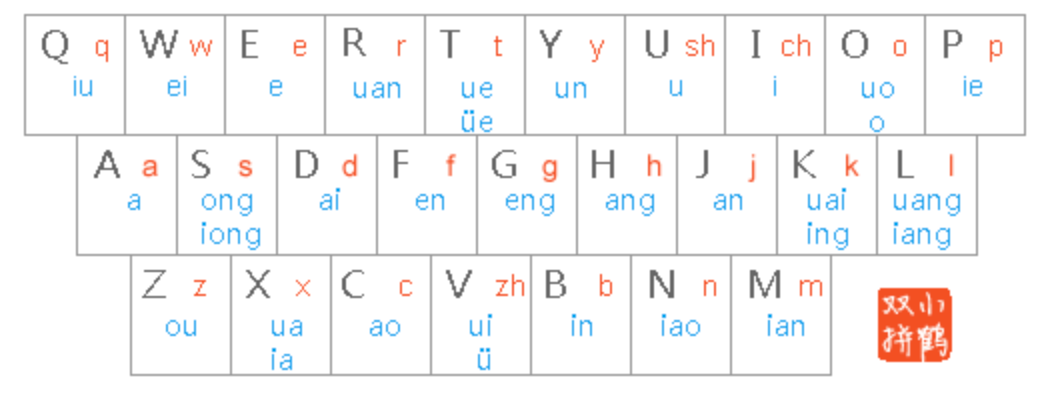 Q q W w E e R r T t Y y U sh I ch O o P p
iu ei e uan ue un u i uo ie
üe o
A a S s D d F f G g H h J j K k L l
a ong ai en eng ang an uai uang
iong ing iang
Z z X x C c V zh B b N n M m
ou ua ao ui in iao ian
ia ü
双小
拼鹤